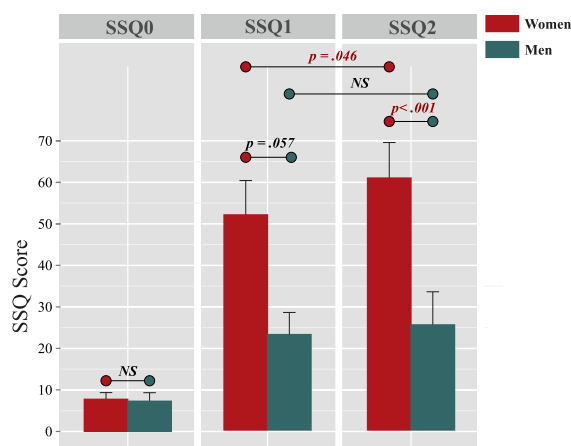 SSQ0 SSQ1 SSQ2
Women
Men
p = .046
NS
p< .001
p = .057
NS
SSQ Score
70
60
50
40
30
20
10
0